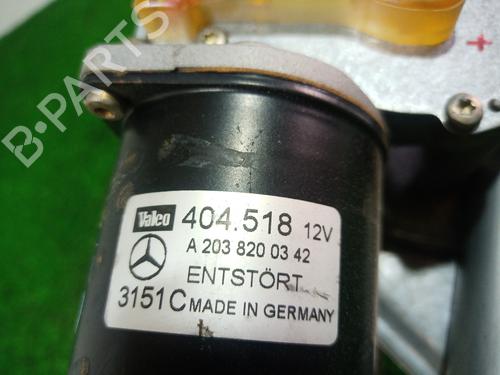 B-PARTS
+
Valeo 404.518 12V
A 203 820 03 42
ENTSTÖRT
3151C MADE IN GERMANY